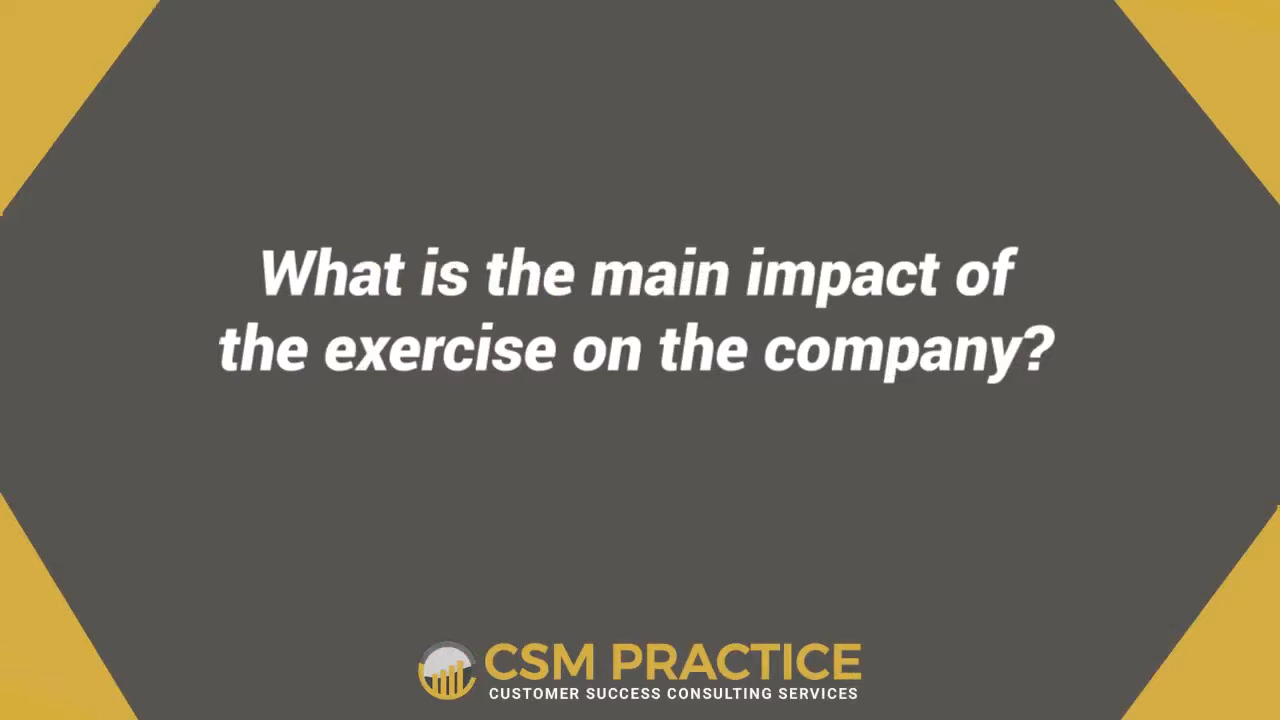 What is the main impact of
the exercise on the company?
CSM PRACTICE
CUSTOMER SUCCESS CONSULTING SERVICES